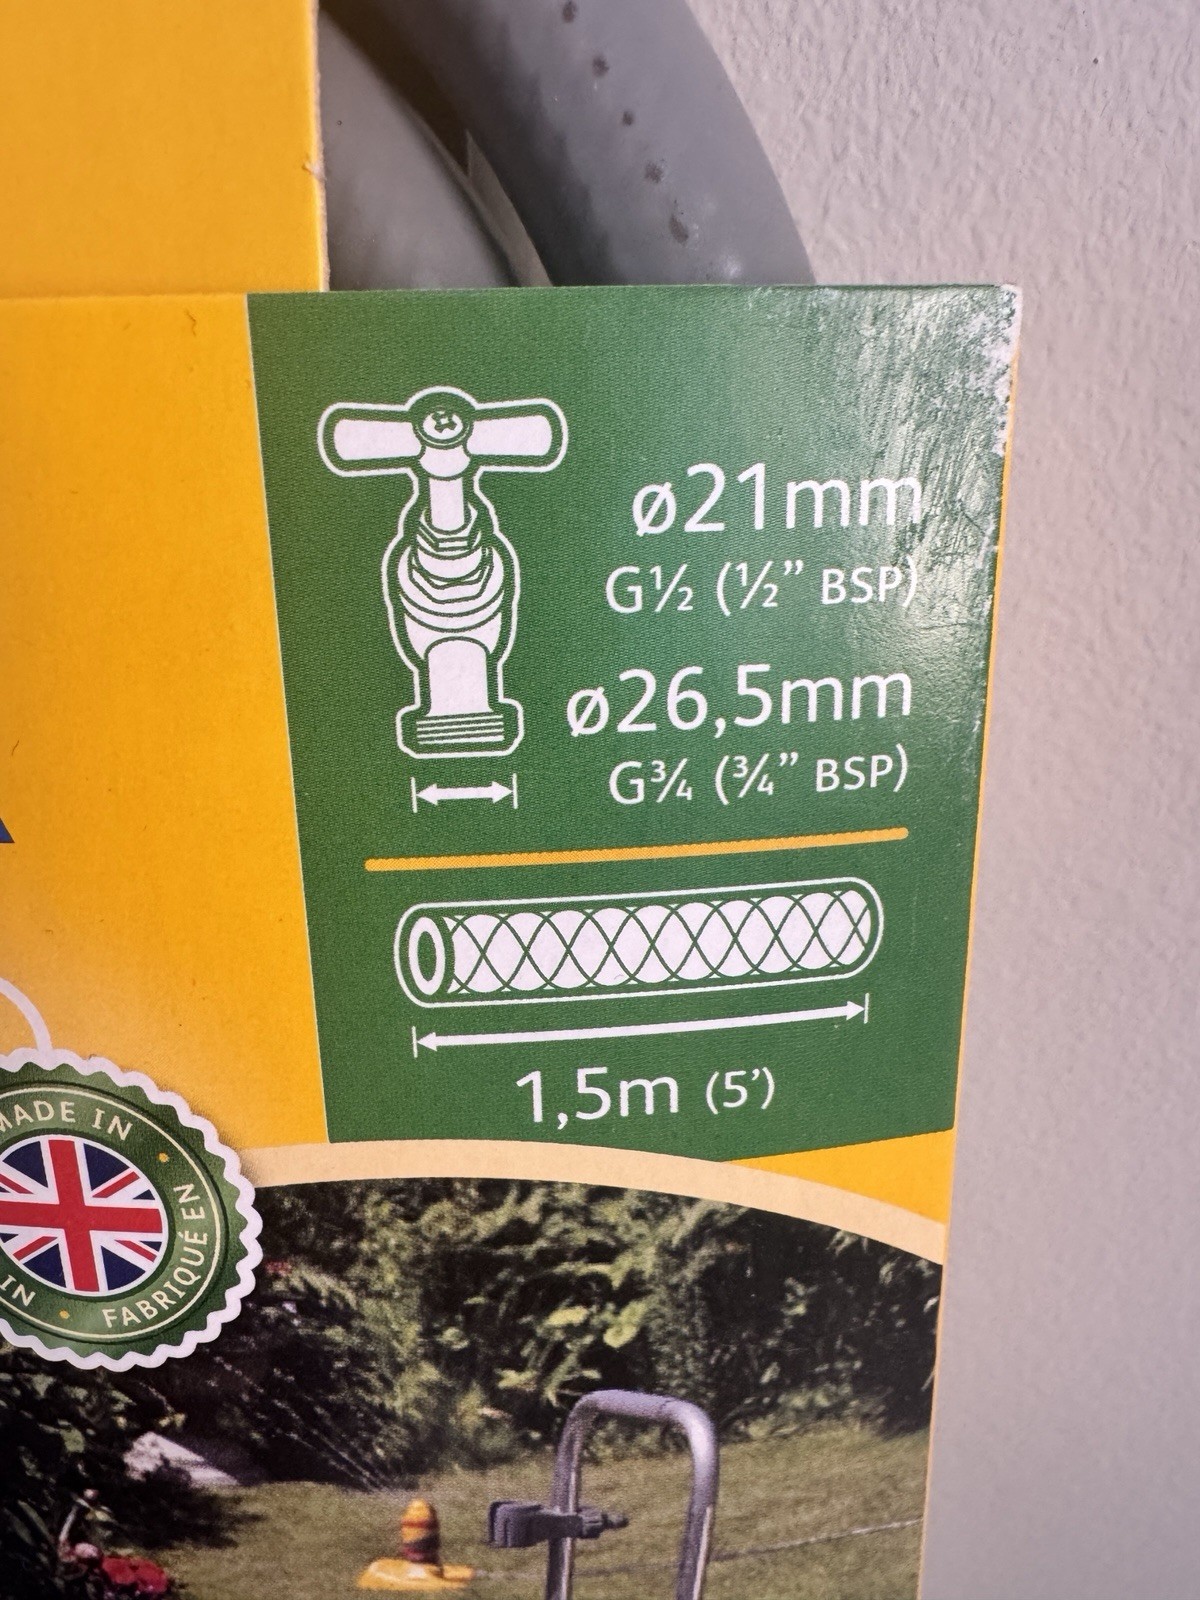 ø21mm
G½ (½” BSP)
ø26,5mm
G¾ (¾” BSP)
1,5m (5’)
MADE IN
FABRIQUÉ EN
IN